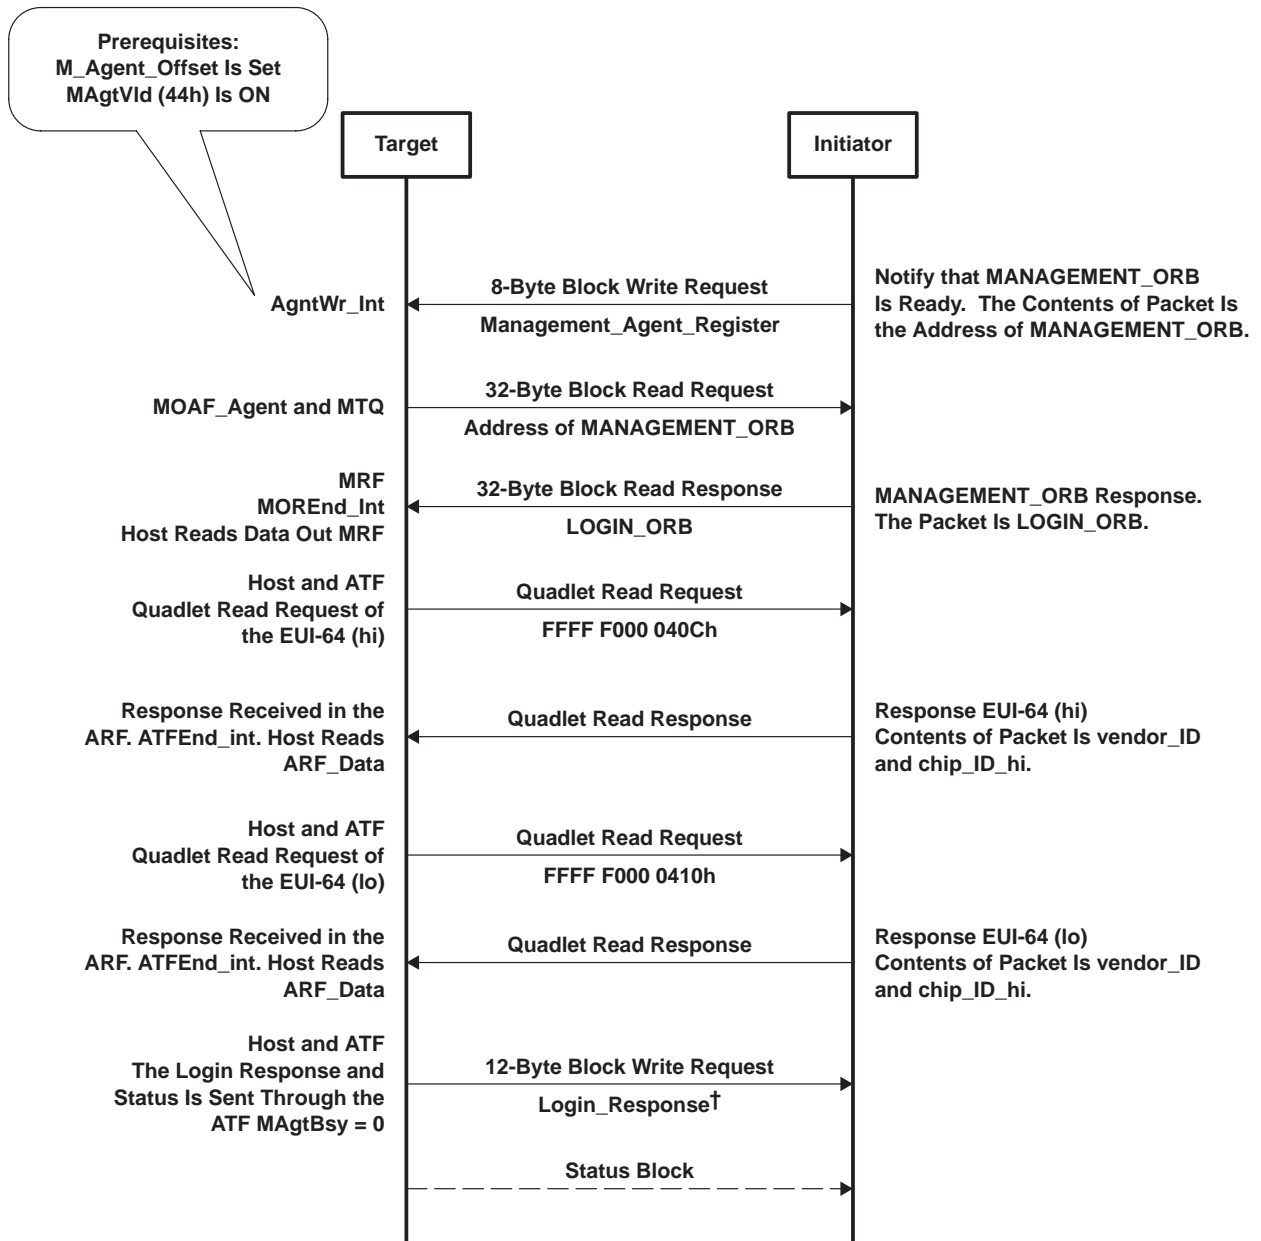 Prerequisites:
M_Agent_Offset Is Set
MAgtVld (44h) Is ON
Target
Initiator
AgntWr_Int
8-Byte Block Write Request
Management_Agent_Register
Notify that MANAGEMENT_ORB
Is Ready. The Contents of Packet Is
the Address of MANAGEMENT_ORB.
MOAF_Agent and MTQ
32-Byte Block Read Request
Address of MANAGEMENT_ORB
MRF
MOREnd_Int
Host Reads Data Out MRF
32-Byte Block Read Response
LOGIN_ORB
MANAGEMENT_ORB Response.
The Packet Is LOGIN_ORB.
Host and ATF
Quadlet Read Request of
the EUI-64 (hi)
Quadlet Read Request
FFFF F000 040Ch
Response Received in the
ARF. ATFEnd_int. Host Reads
ARF_Data
Quadlet Read Response
Response EUI-64 (hi)
Contents of Packet Is vendor_ID
and chip_ID_hi.
Host and ATF
Quadlet Read Request of
the EUI-64 (lo)
Quadlet Read Request
FFFF F000 0410h
Response Received in the
ARF. ATFEnd_int. Host Reads
ARF_Data
Quadlet Read Response
Response EUI-64 (lo)
Contents of Packet Is vendor_ID
and chip_ID_hi.
Host and ATF
The Login Response and
Status Is Sent Through the
ATF MAgtBsy = 0
12-Byte Block Write Request
Login_Response†
Status Block